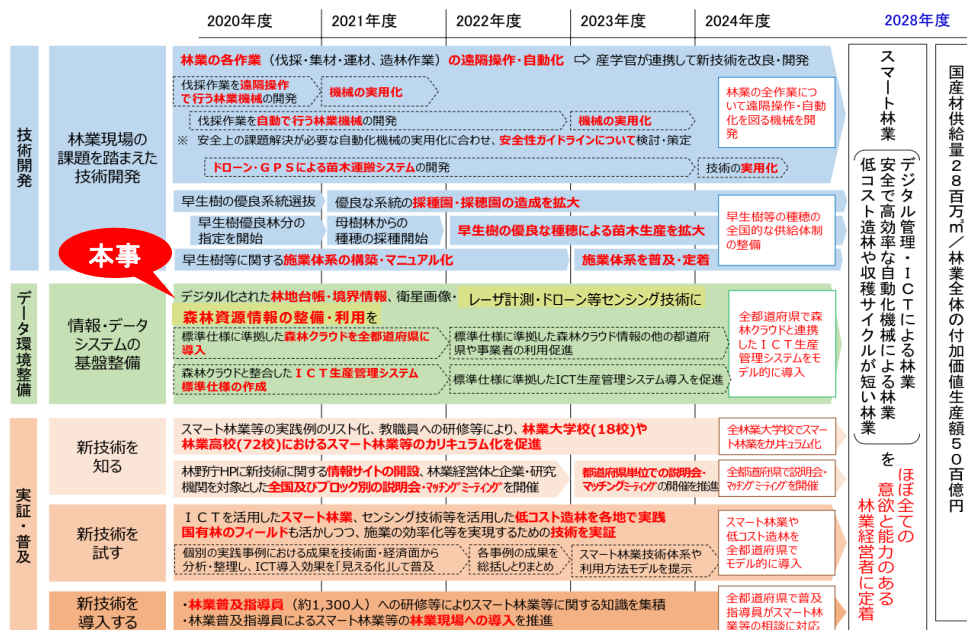 2020年度
2021年度
2022年度
2023年度
2024年度
2028年度
技術開発
林業現場の
課題を踏まえた
技術開発
林業の各作業（伐採・集材・運材、造林作業）の遠隔操作・自動化 ⇨ 産学官が連携して新技術を改良・開発
伐採作業を遠隔操作
で行う林業機械の開発
機械の実用化
伐採作業を自動で行う林業機械の開発
機械の実用化
※ 安全上の課題解決が必要な自動化機械の実用化に合わせ、安全性ガイドラインについて検討・策定
ドローン・ＧＰＳによる苗木運搬システムの開発
技術の実用化
林業の全作業に
ついて遠隔操作・自動
化を図る機械を開
発
早生樹の優良系統選抜
優良な系統の採種園・採穂園の造成を拡大
早生樹優良林分の
指定を開始
母樹林からの
種穂の採種開始
早生樹の優良な種穂による苗木生産を拡大
早生樹等に関する施業体系の構築・マニュアル化
施業体系を普及・定着
早生樹等の種穂の
全国的な供給体制
の整備
本事
データ環境整備
情報・データ
システムの
基盤整備
デジタル化された林地台帳・境界情報、衛星画像・レーザ計測・ドローン等センシング技術に
森林資源情報の整備・利用を
標準仕様に準拠した森林クラウドを全都道府県に
導入
標準仕様に準拠した森林クラウド情報の他の都道府
県や事業者の利用促進
森林クラウドと整合したＩＣＴ生産管理システム
標準仕様の作成
標準仕様に準拠したICT生産管理システム導入を促進
全都道府県で森
林クラウドと連携
したＩＣＴ生産
管理システムをモ
デル的に導入
実証・普及
新技術を
知る
スマート林業等の実践例のリスト化、教職員への研修等により、林業大学校(18校)や
林業高校(72校)におけるスマート林業等のカリキュラム化を促進
全林業大学校でスマー
ト林業をカリキュラム化
林野庁HPに新技術に関する情報サイトの開設、林業経営体と企業・研究
機関を対象とした全国及びブロック別の説明会・マッチングミーティングを開催
都道府県単位での説明会・
マッチングミーティングの開催を推進
全都道府県で説明会・
マッチングミーティングを開催
新技術を
試す
ＩＣＴを活用したスマート林業、センシング技術等を活用した低コスト造林を各地で実践
国有林のフィールドも活かしつつ、施業の効率化等を実現するための技術を実証
個別の実践事例における成果を技術面・経済面から
分析・整理し、ICT導入効果を「見える化」して普及
各事例の成果を
総括しとりまとめ
スマート林業技術体系や
利用方法モデルを提示
スマート林業や
低コスト造林を
全都道府県で
モデル的に導入
新技術を
導入する
・林業普及指導員（約1,300人）への研修等によりスマート林業等に関する知識を集積
・林業普及指導員によるスマート林業等の林業現場への導入を推進
全都道府県で普及
指導員がスマート林
業等の相談に対応
スマート林業
デジタル管理・ＩＣＴによる林業
安全で高効率な自動化機械による林業
低コスト造林や収穫サイクルが短い林業
を
ほぼ全ての
意欲と能力のある
林業経営者に定着
国産材供給量２８百万㎥／林業全体の付加価値生産額５０百億円